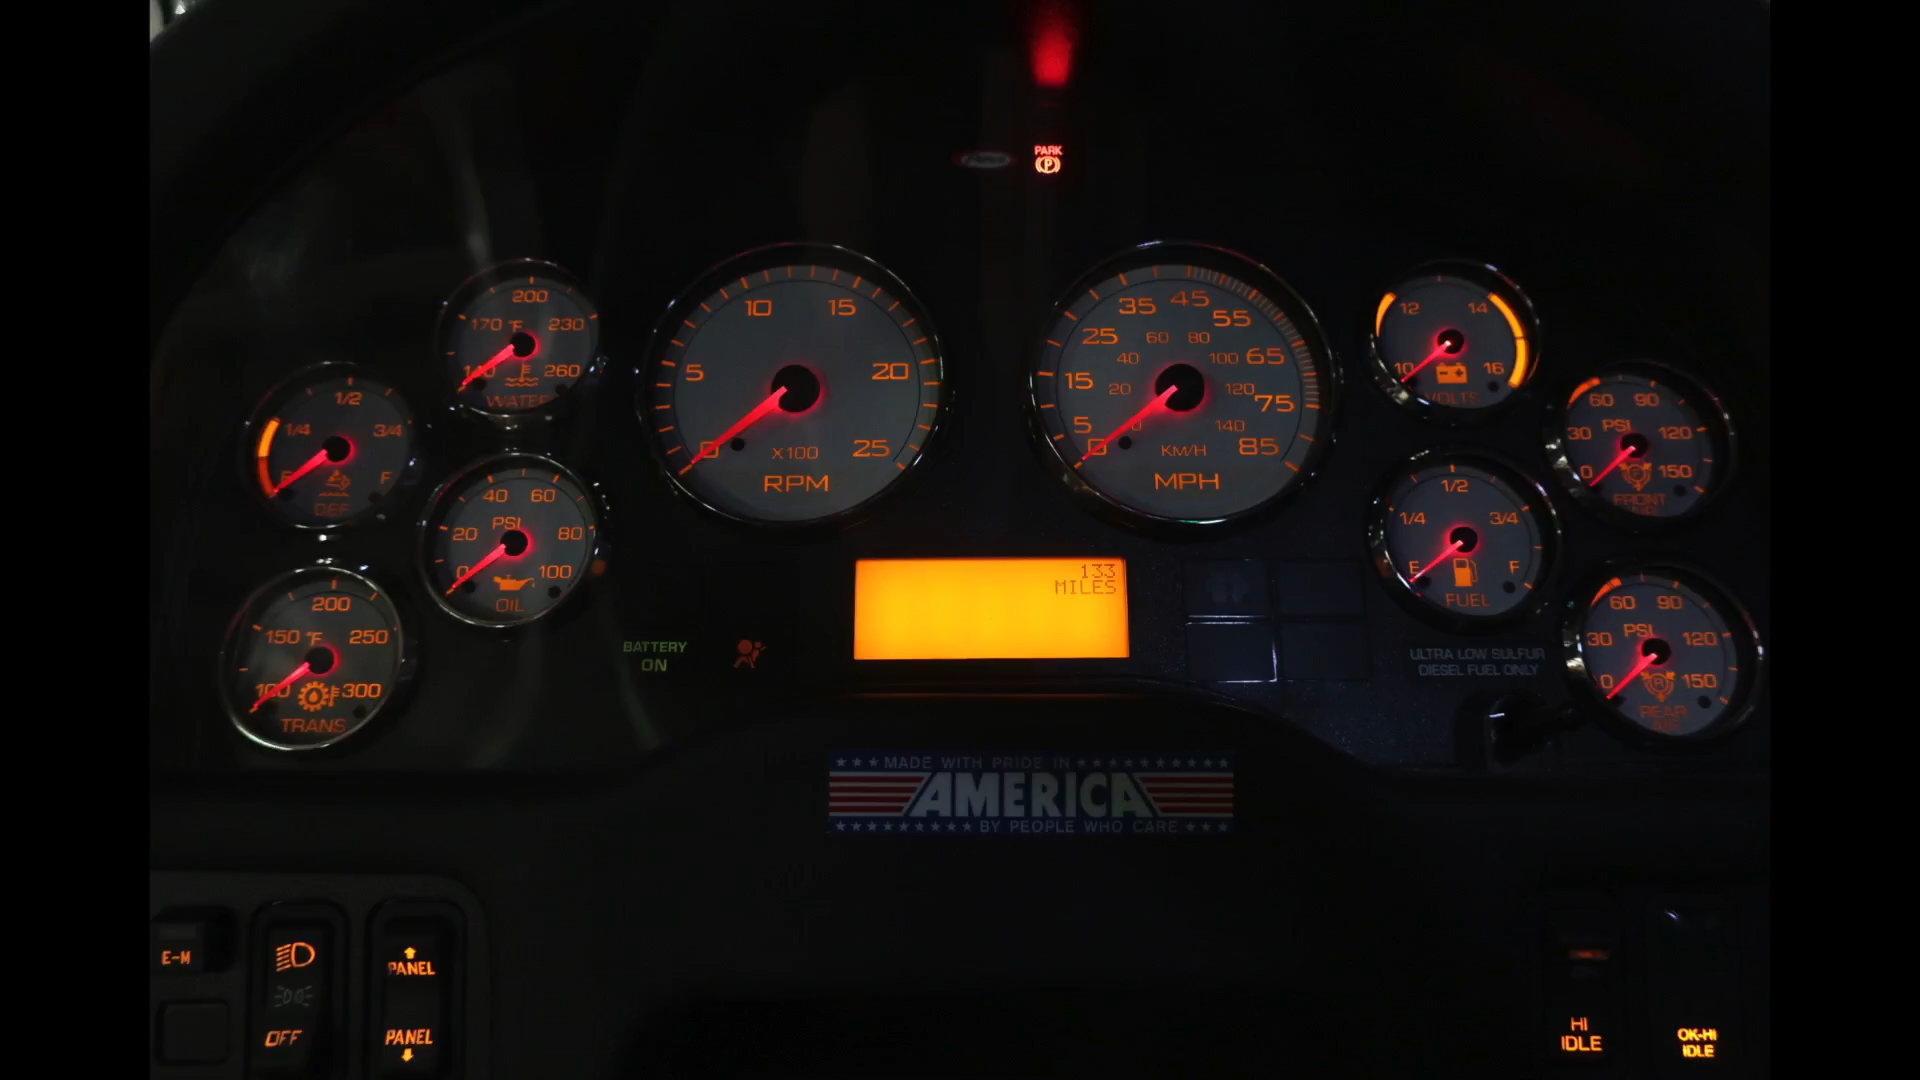 PARK
P
200
170 °F 230
140 260
WATER
10 15
5 20
0 25
X100
RPM
35 45
25 55
15 65
5 75
0 85
60 80
40 100
20 120
140
KM/H
MPH
12 14
10 16
VOLTS
1/2
1/4 3/4
E F
DEF
40 60
PSI
20 80
0 100
OIL
200
150 °F 250
100 300
TRANS
60 90
PSI
30 120
0 150
F
FRONT
1/2
1/4 3/4
E F
FUEL
60 90
PSI
30 120
0 150
R
REAR
133
MILES
BATTERY
ON
ULTRA LOW SULFUR
DIESEL FUEL ONLY
MADE WITH PRIDE IN
AMERICA
BY PEOPLE WHO CARE
E-M
OFF
PANEL
PANEL
HI
IDLE
OK-HI
IDLE